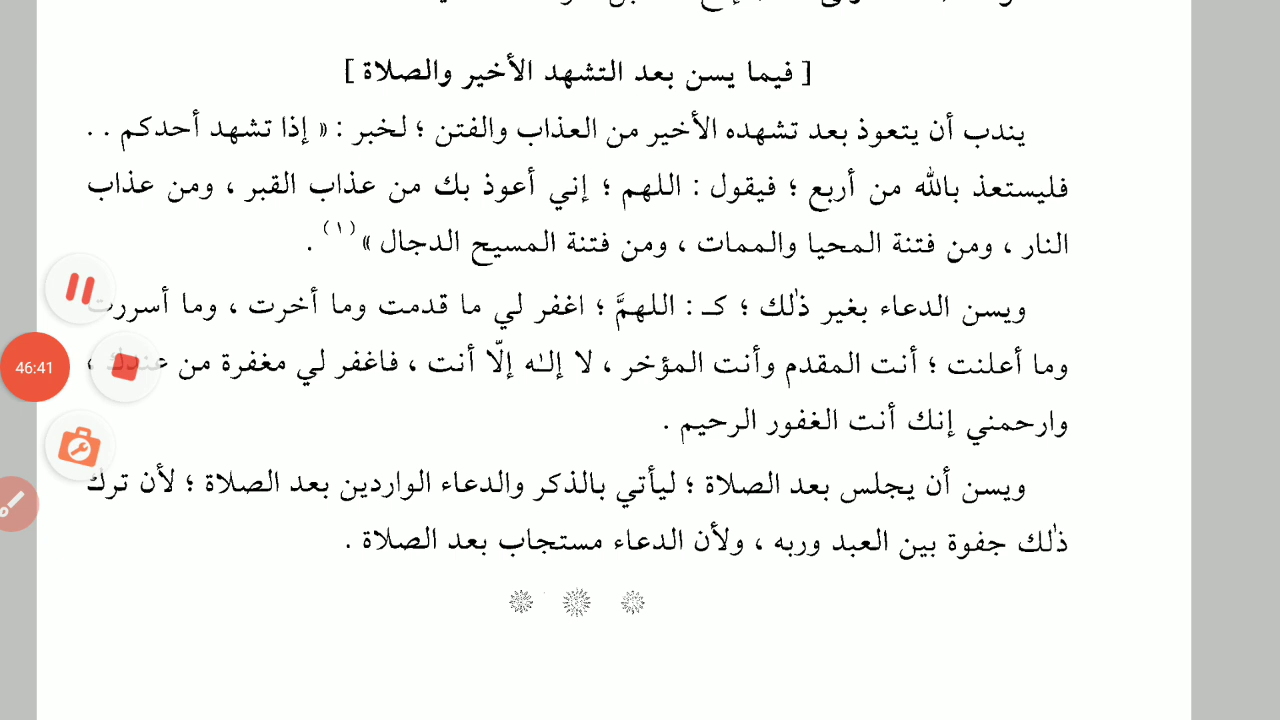 [ فيما يسن بعد التشهد الأخير والصلاة ]
يندب أن يتعوذ بعد تشهده الأخير من العذاب والفتن ؛ لخبر : « إذا تشهد أحدكم . .
فليستعذ بالله من أربع ؛ فيقول : اللهم ؛ إني أعوذ بك من عذاب القبر ، ومن عذاب
النار ، ومن فتنة المحيا والممات ، ومن فتنة المسيح الدجال » (١) .
ويسن الدعاء بغير ذٰلك ؛ كـ : اللهمَّ ؛ اغفر لي ما قدمت وما أخرت ، وما أسررت
وما أعلنت ؛ أنت المقدم وأنت المؤخر ، لا إلـٰه إلّا أنت ، فاغفر لي مغفرة من عندك ،
وارحمني إنك أنت الغفور الرحيم .
ويسن أن يجلس بعد الصلاة ؛ ليأتي بالذكر والدعاء الواردين بعد الصلاة ؛ لأن ترك
ذٰلك جفوة بين العبد وربه ، ولأن الدعاء مستجاب بعد الصلاة .
46:41